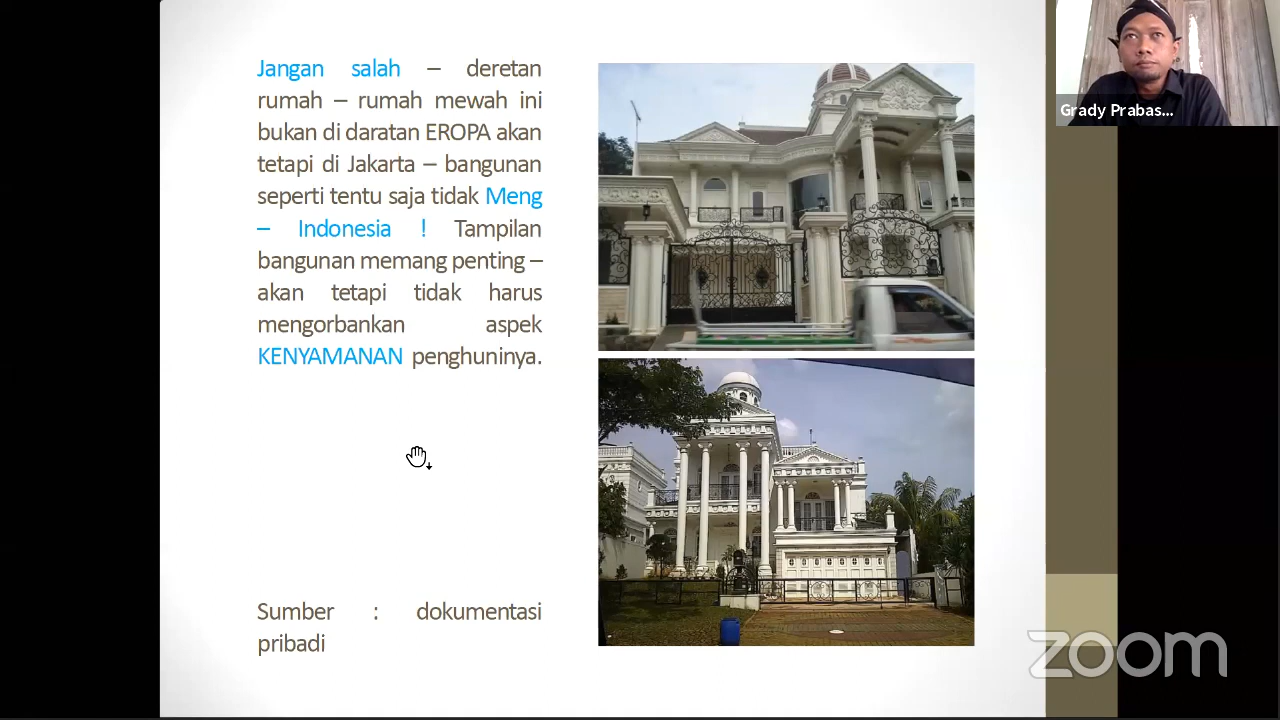 Jangan salah – deretan
rumah – rumah mewah ini
bukan di daratan EROPA akan
tetapi di Jakarta – bangunan
seperti tentu saja tidak Meng
– Indonesia ! Tampilan
bangunan memang penting –
akan tetapi tidak harus
mengorbankan aspek
KENYAMANAN penghuninya.
Sumber : dokumentasi
pribadi
Grady Prabas...
zoom